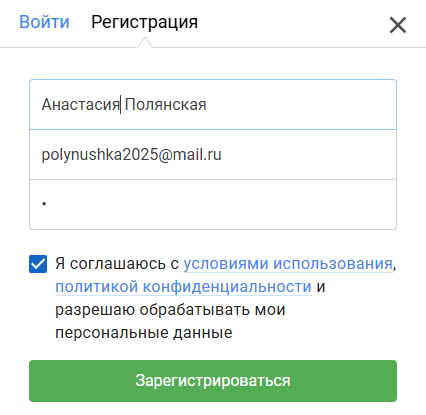 Войти Регистрация
Анастасия Полянская
polynushka2025@mail.ru
•
Я соглашаюсь с условиями использования,
политикой конфиденциальности и
разрешаю обрабатывать мои
персональные данные
Зарегистрироваться